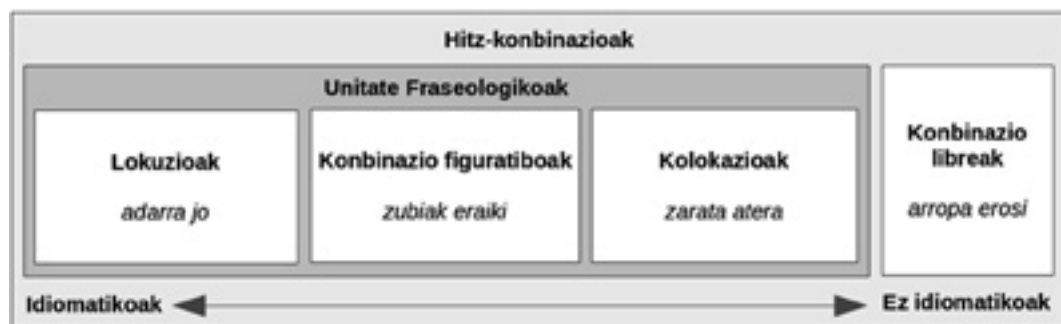 Hitz-konbinazioak
Unitate Fraseologikoak
Lokuzioak
adarra jo
Konbinazio figuratiboak
zubiak eraiki
Kolokazioak
zarata atera
Konbinazio
libreak
arropa erosi
Idiomatikoak
Ez idiomatikoak